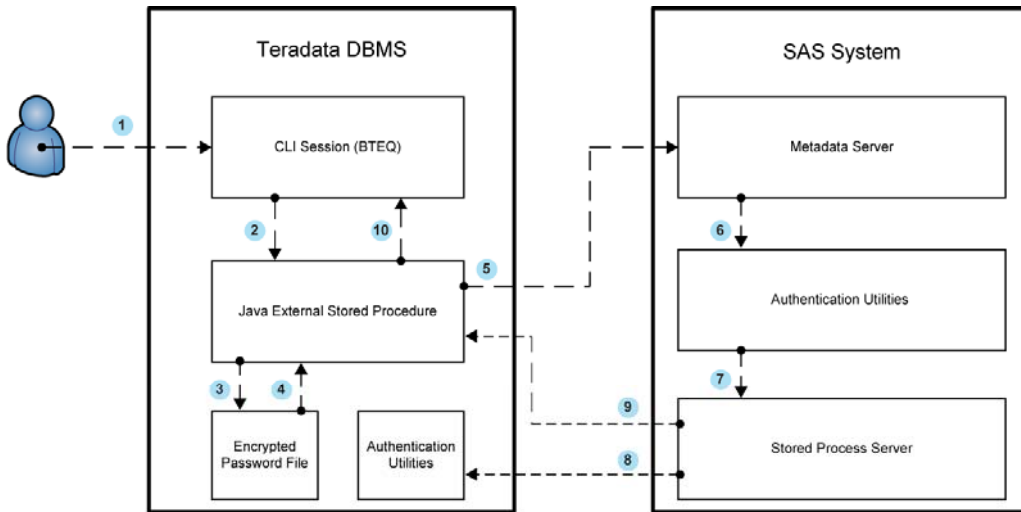 Teradata DBMS
SAS System
1
CLI Session (BTEQ)
Metadata Server
2
10
6
5
Java External Stored Procedure
Authentication Utilities
3
4
7
9
Encrypted
Password File
Authentication
Utilities
Stored Process Server
8